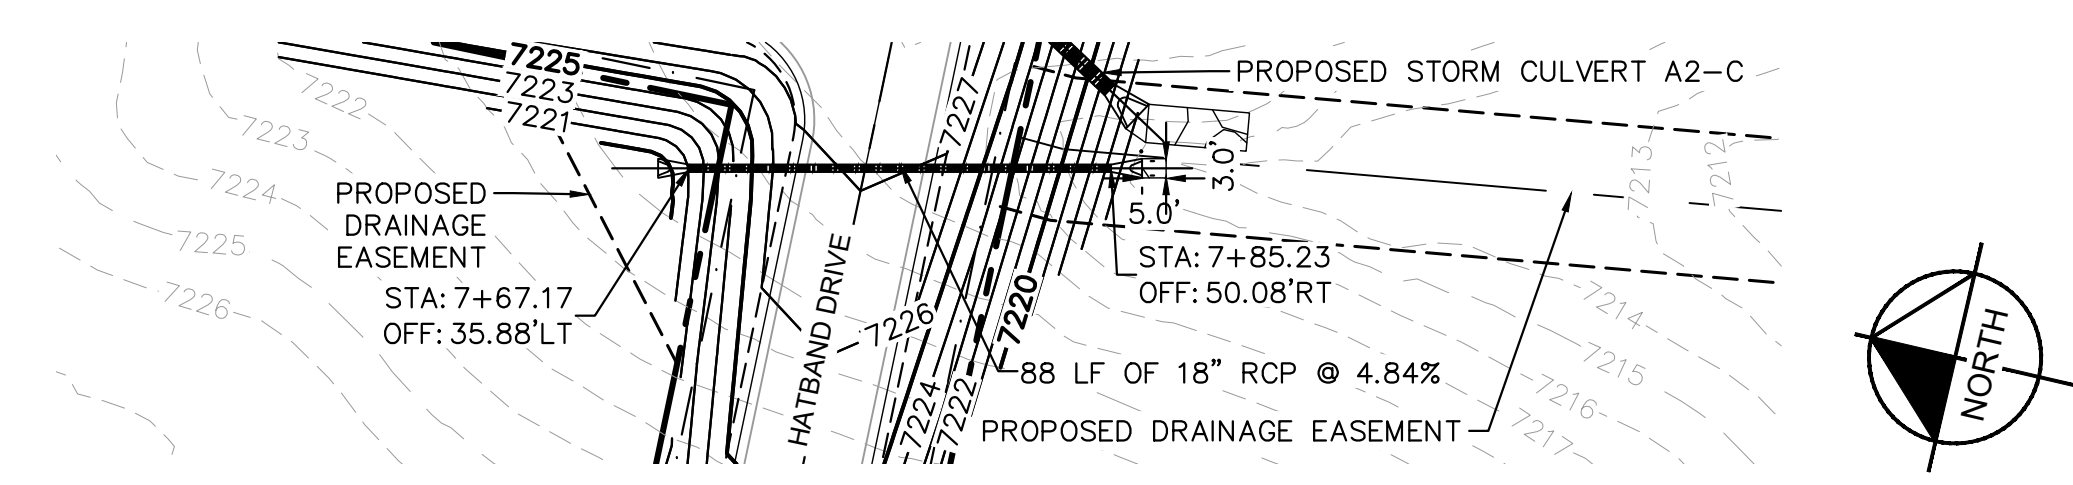 7225
7223
7221
7222
7223
7224
7225
7226
PROPOSED
DRAINAGE
EASEMENT
STA: 7+67.17
OFF: 35.88'LT
HATBAND DRIVE
7227
7226
7224
7222
7220
PROPOSED STORM CULVERT A2-C
3.0'
5.0'
STA: 7+85.23
OFF: 50.08'RT
88 LF OF 18" RCP @ 4.84%
PROPOSED DRAINAGE EASEMENT
7213
7212
7214
7215
7216
7217
NORTH